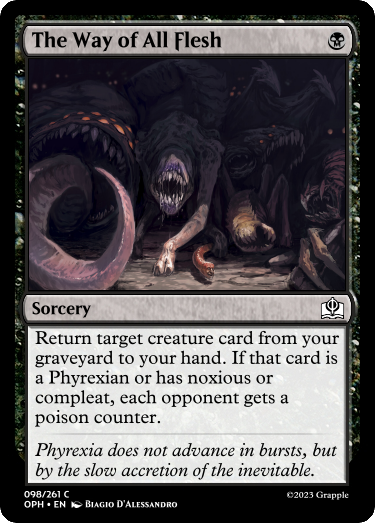 The Way of All Flesh
Sorcery
Return target creature card from your
graveyard to your hand. If that card is
a Phyrexian or has noxious or
compleat, each opponent gets a
poison counter.
Phyrexia does not advance in bursts, but
by the slow accretion of the inevitable.
098/261 C
OPH • EN Biagio D'Alessandro
©2023 Grapple